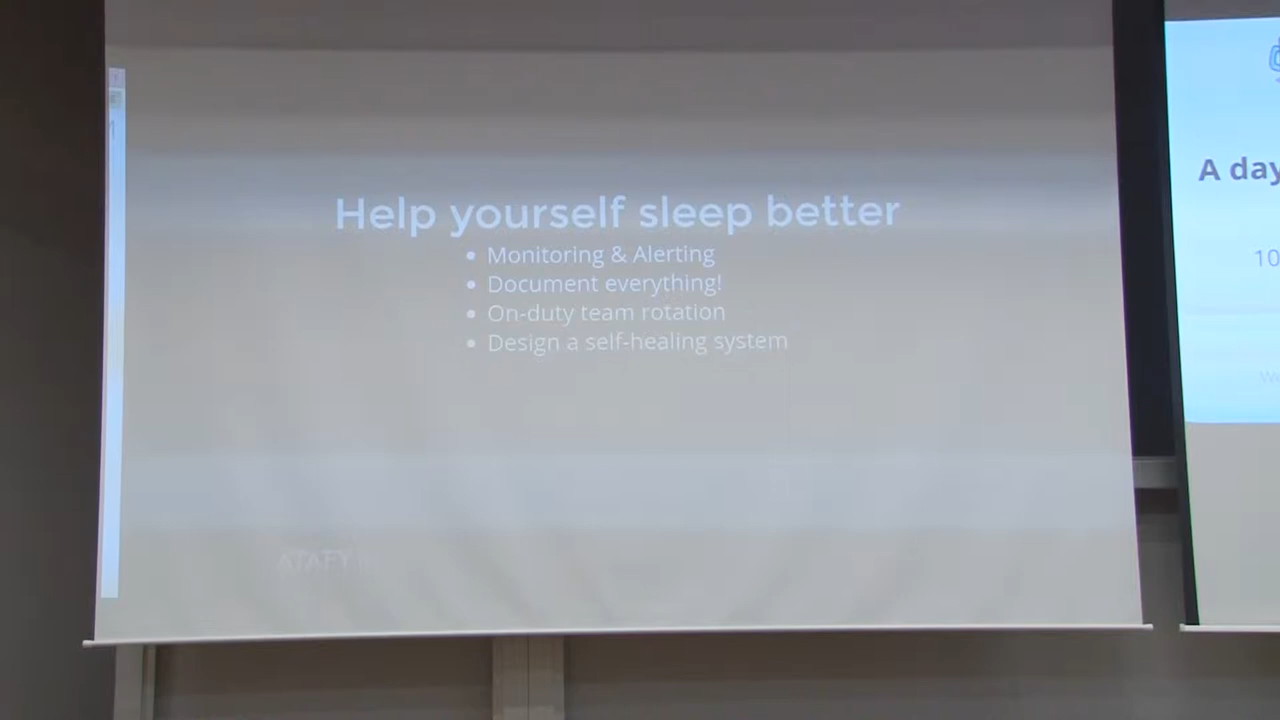 Help yourself sleep better
Monitoring & Alerting
Document everything!
On-duty team rotation
Design a self-healing system
A day
10